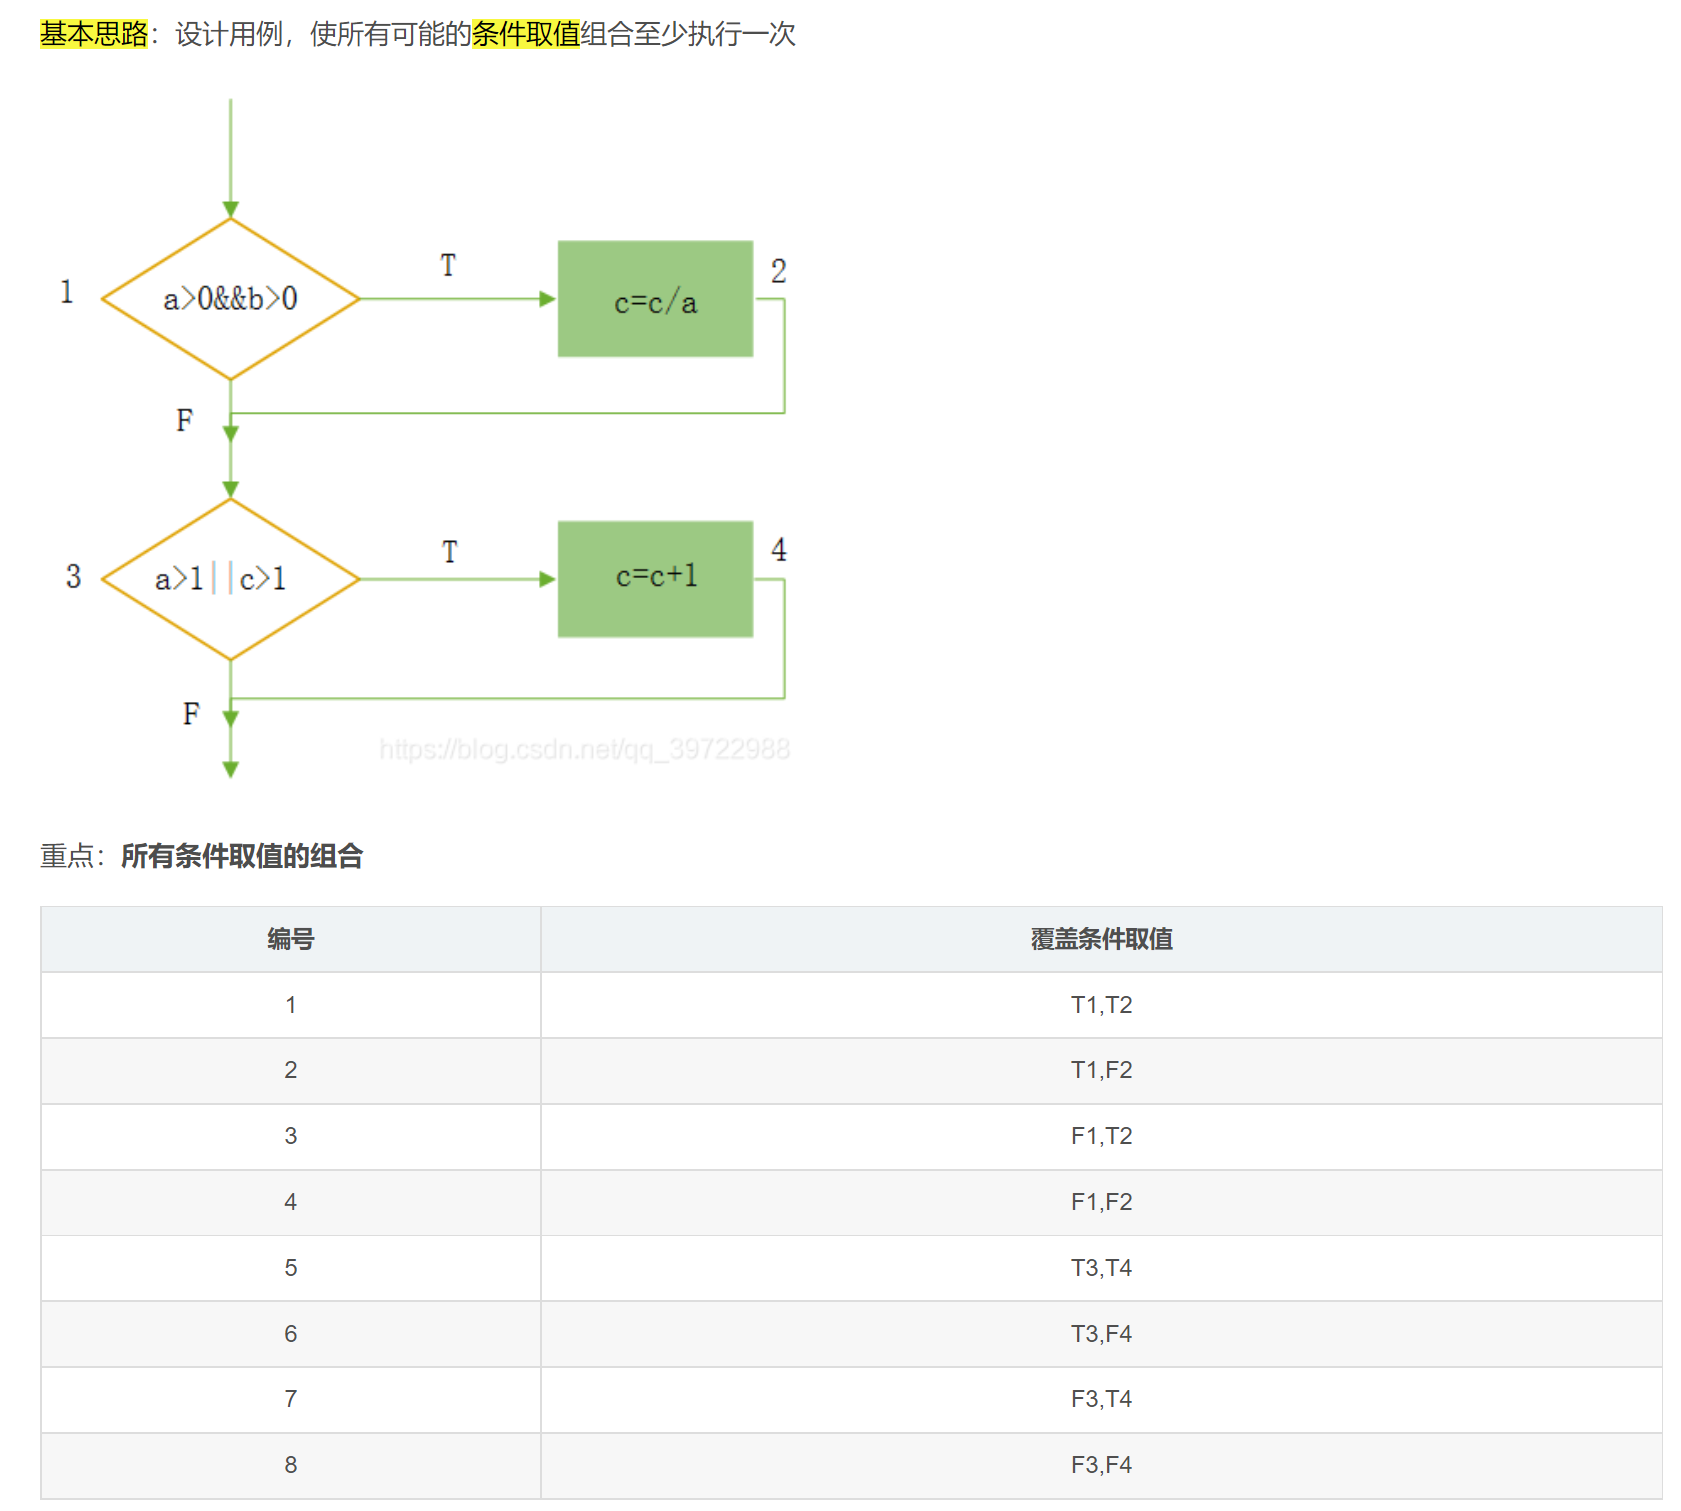 基本思路：设计用例，使所有可能的条件取值组合至少执行一次
1
a>0&&b>0
T
c=c/a
2
F
3
a>1||c>1
T
c=c+1
4
F
https://blog.csdn.net/qq_39722988
重点：所有条件取值的组合
编号 覆盖条件取值
1 T1,T2
2 T1,F2
3 F1,T2
4 F1,F2
5 T3,T4
6 T3,F4
7 F3,T4
8 F3,F4